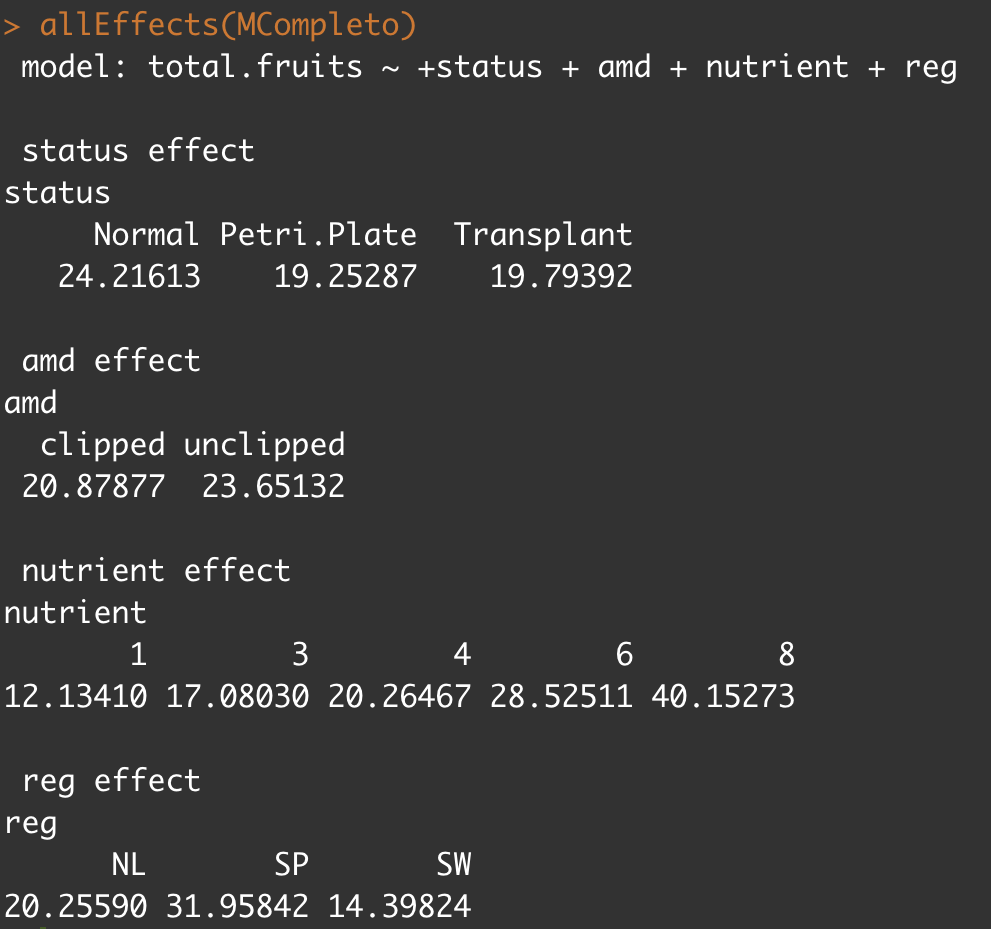 > allEffects(MCompleto)
 model: total.fruits ~ +status + amd + nutrient + reg

 status effect
status
     Normal Petri.Plate  Transplant
   24.21613    19.25287    19.79392

 amd effect
amd
  clipped unclipped
 20.87877  23.65132

 nutrient effect
nutrient
       1        3        4        6        8
12.13410 17.08030 20.26467 28.52511 40.15273

 reg effect
reg
      NL       SP       SW
20.25590 31.95842 14.39824